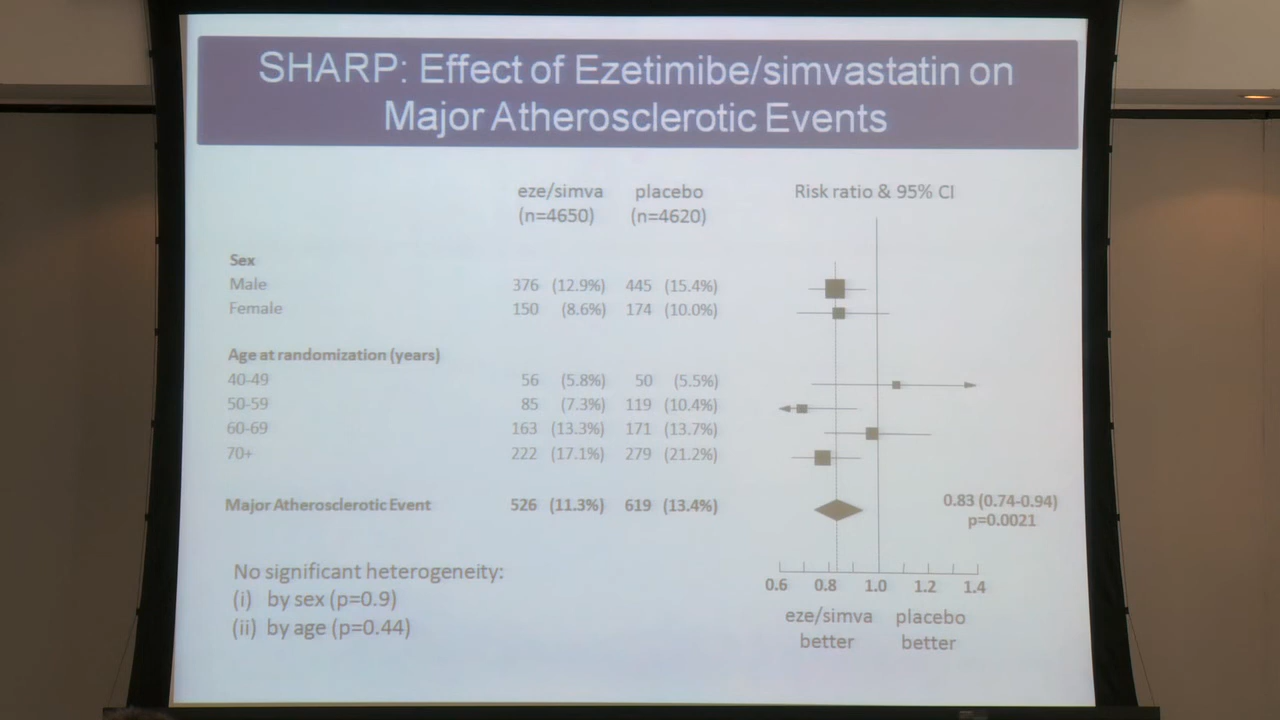 SHARP: Effect of Ezetimibe/simvastatin on
Major Atherosclerotic Events
eze/simva placebo Risk ratio & 95% CI
(n=4650) (n=4620)
Sex
Male 376 (12.9%) 445 (15.4%)
Female 150 (8.6%) 174 (10.0%)
Age at randomization (years)
40-49 56 (5.8%) 50 (5.5%)
50-59 85 (7.3%) 119 (10.4%)
60-69 163 (13.3%) 171 (13.7%)
70+ 222 (17.1%) 279 (21.2%)
Major Atherosclerotic Event 526 (11.3%) 619 (13.4%) 0.83 (0.74-0.94)
p=0.0021
No significant heterogeneity:
(i) by sex (p=0.9)
(ii) by age (p=0.44)
0.6 0.8 1.0 1.2 1.4
eze/simva placebo
better better